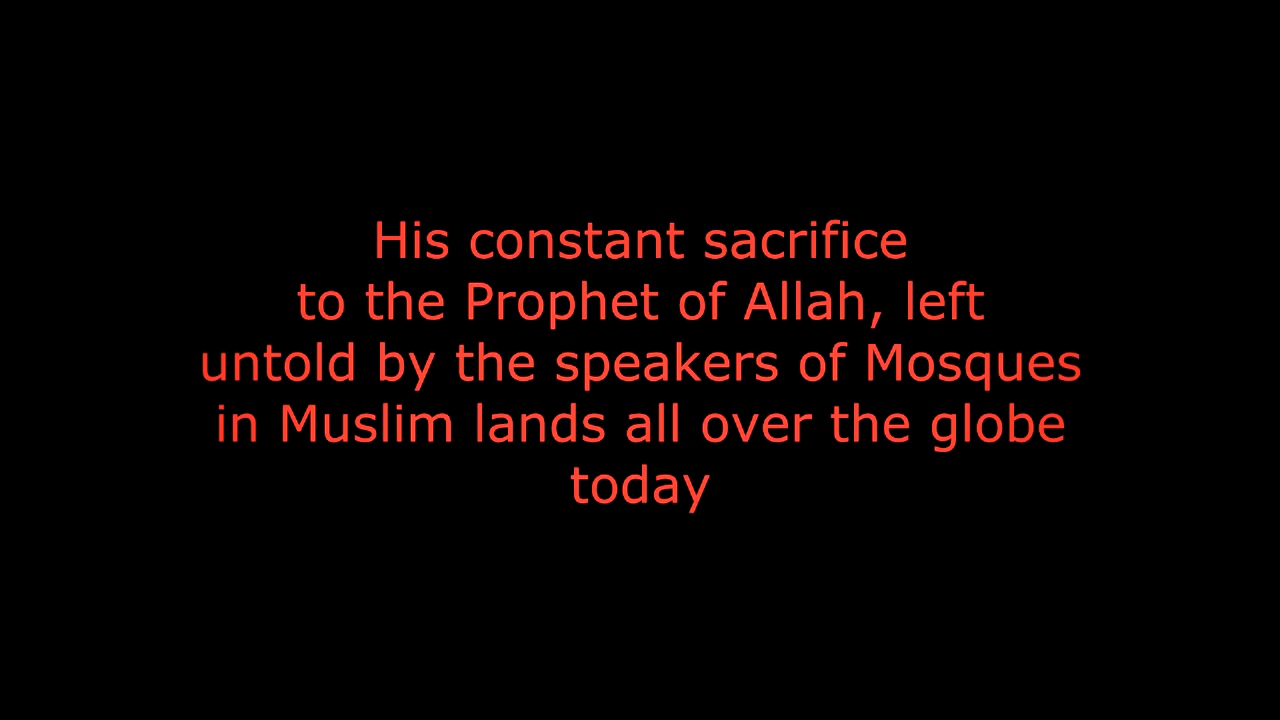 His constant sacrifice
to the Prophet of Allah, left
untold by the speakers of Mosques
in Muslim lands all over the globe
today